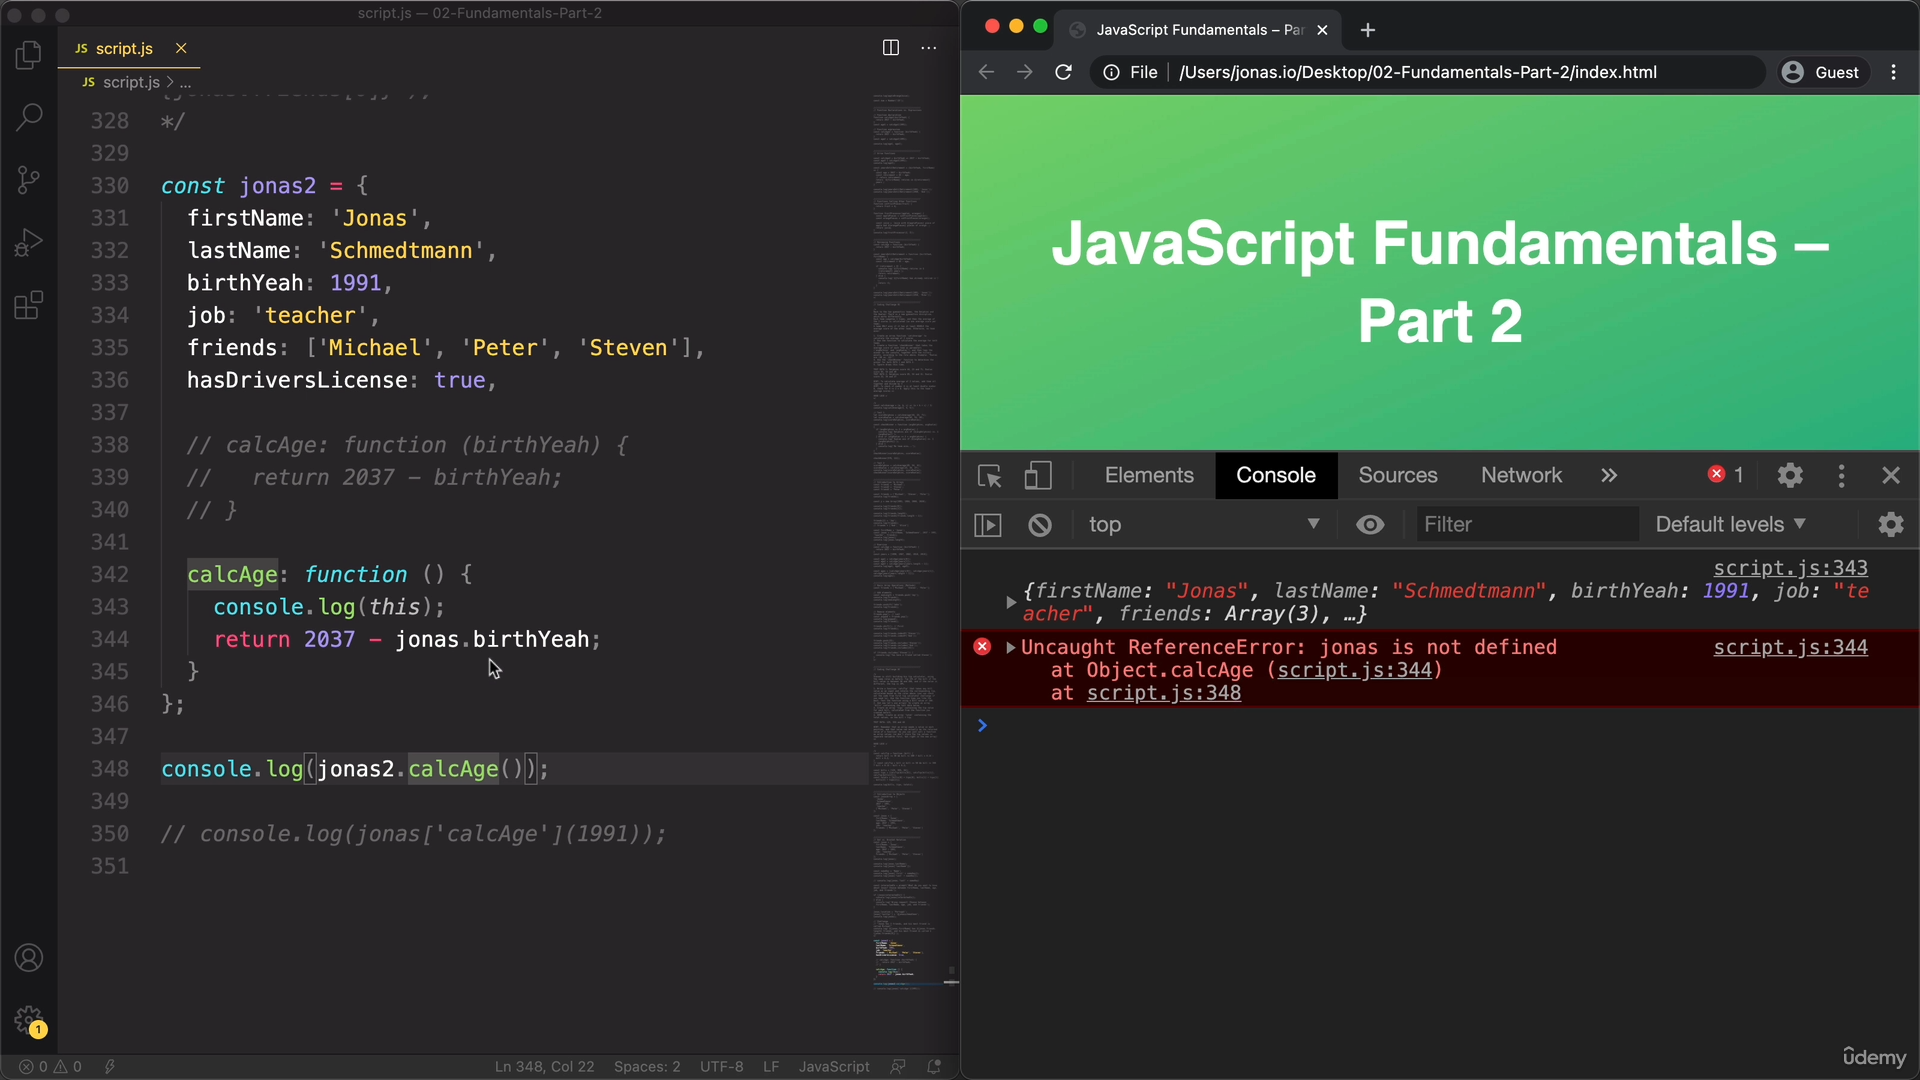 script.js — 02-Fundamentals-Part-2
JS script.js
JS script.js > ...
328 */
329
330 const jonas2 = {
331 firstName: 'Jonas',
332 lastName: 'Schmedtmann',
333 birthYeah: 1991,
334 job: 'teacher',
335 friends: ['Michael', 'Peter', 'Steven'],
336 hasDriversLicense: true,
337
338 // calcAge: function (birthYeah) {
339 //   return 2037 - birthYeah;
340 // }
341
342 calcAge: function () {
343 console.log(this);
344 return 2037 - jonas.birthYeah;
345 }
346 };
347
348 console.log(jonas2.calcAge());
349
350 // console.log(jonas['calcAge'](1991));
351
1
0 0
Ln 348, Col 22 Spaces: 2 UTF-8 LF JavaScript
JavaScript Fundamentals – Par
File /Users/jonas.io/Desktop/02-Fundamentals-Part-2/index.html Guest
JavaScript Fundamentals –
Part 2
Elements Console Sources Network » 1
top Filter Default levels
script.js:343
{firstName: "Jonas", lastName: "Schmedtmann", birthYeah: 1991, job: "te
acher", friends: Array(3), …}
Uncaught ReferenceError: jonas is not defined script.js:344
at Object.calcAge (script.js:344)
at script.js:348
ûdemy